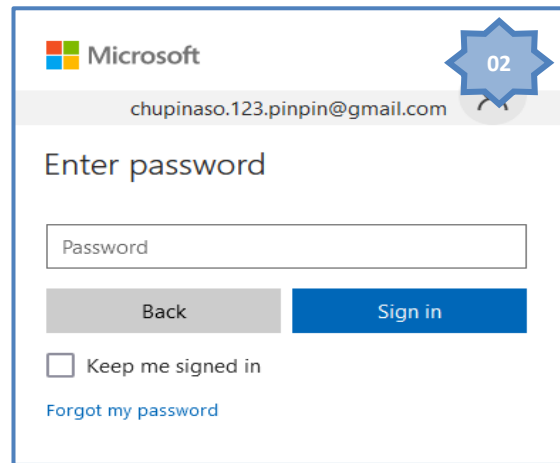 Microsoft
02
chupinaso.123.pinpin@gmail.com
Enter password
Password
Back
Sign in
Keep me signed in
Forgot my password